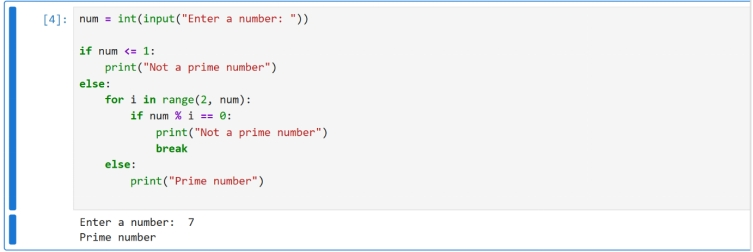 [4]: num = int(input("Enter a number: "))

if num <= 1:
    print("Not a prime number")
else:
    for i in range(2, num):
        if num % i == 0:
            print("Not a prime number")
            break
    else:
        print("Prime number")

Enter a number:  7
Prime number